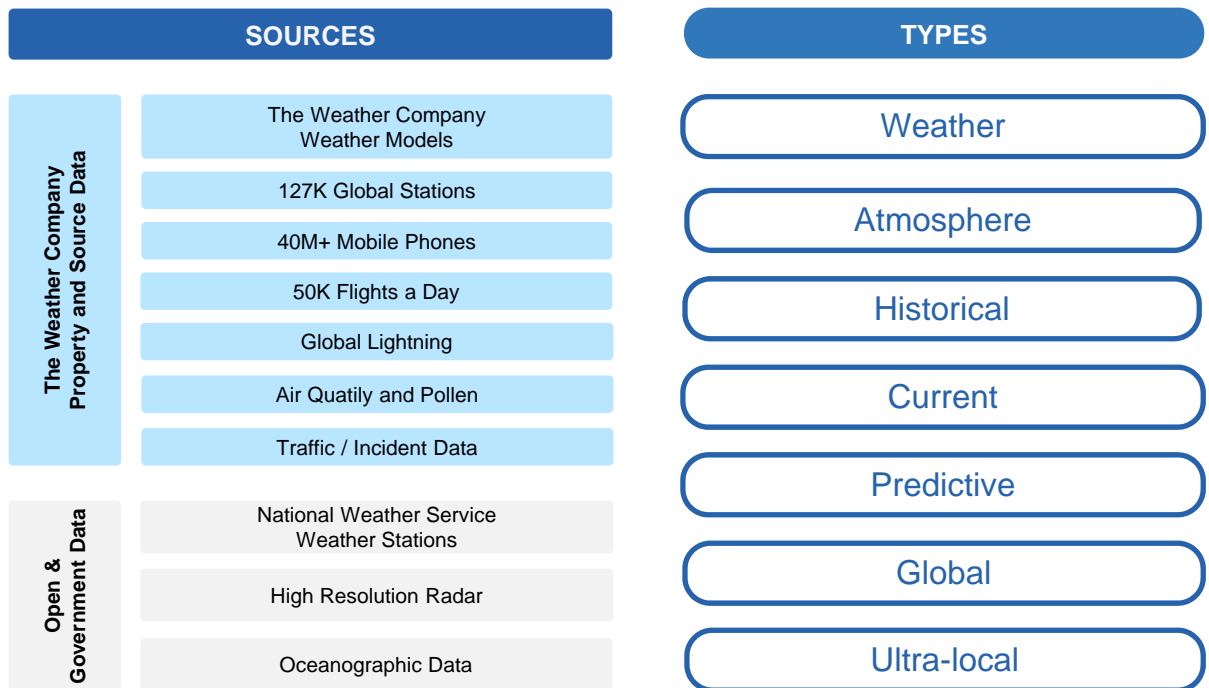 SOURCES
The Weather Company
Property and Source Data
The Weather Company
Weather Models
127K Global Stations
40M+ Mobile Phones
50K Flights a Day
Global Lightning
Air Quatily and Pollen
Traffic / Incident Data
Open &
Government Data
National Weather Service
Weather Stations
High Resolution Radar
Oceanographic Data
TYPES
Weather
Atmosphere
Historical
Current
Predictive
Global
Ultra-local